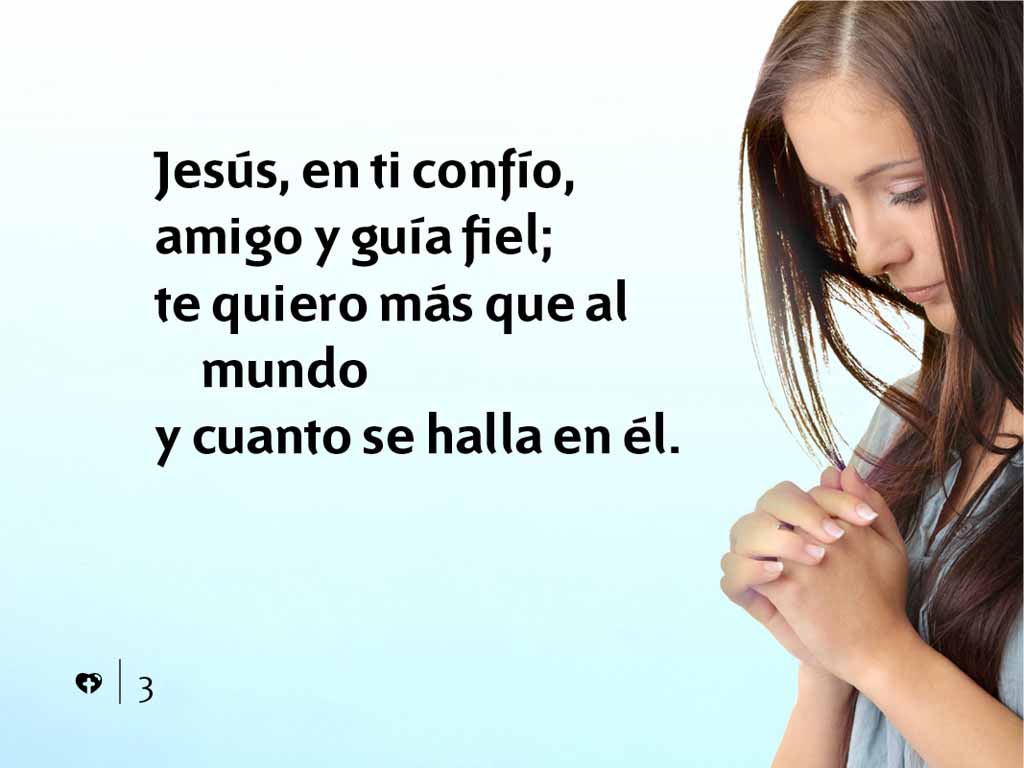 Jesús, en ti confío,
amigo y guía fiel;
te quiero más que al
mundo
y cuanto se halla en él.
3